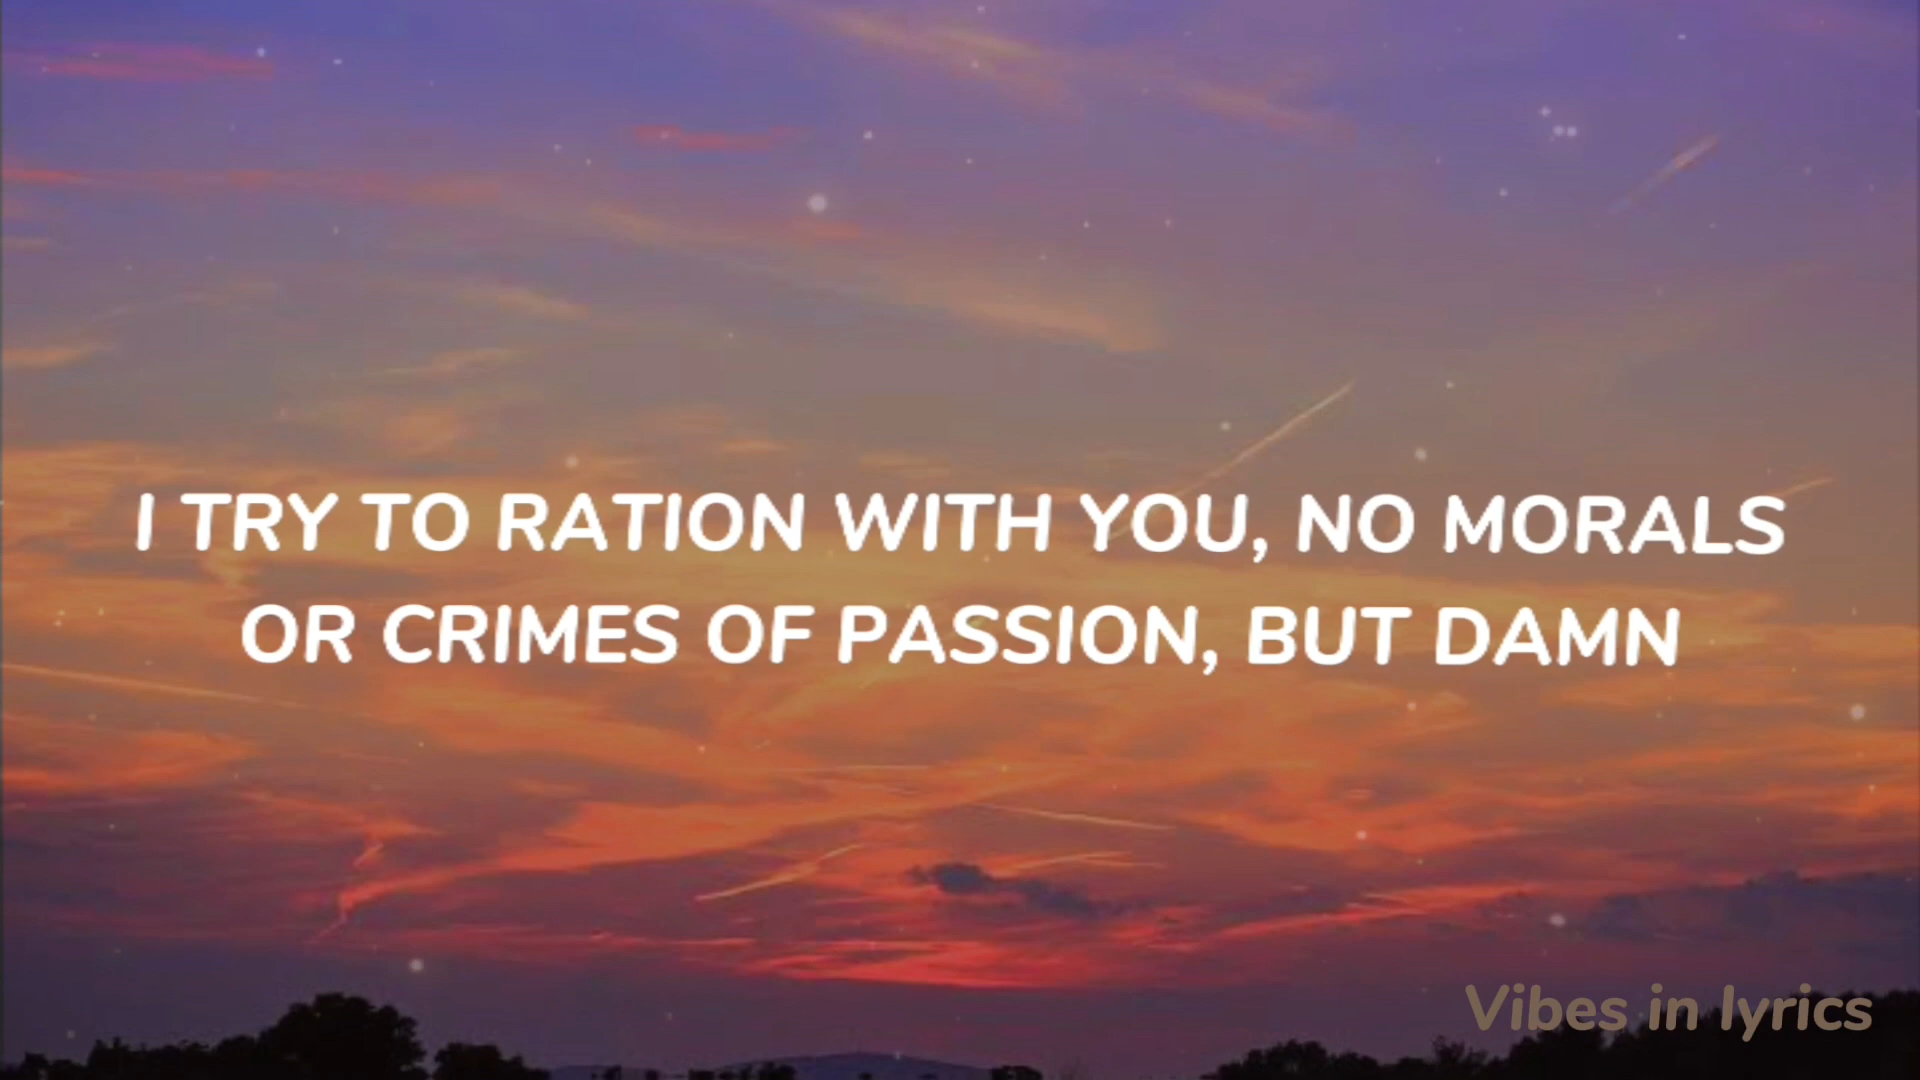 I TRY TO RATION WITH YOU, NO MORALS
OR CRIMES OF PASSION, BUT DAMN
Vibes in lyrics